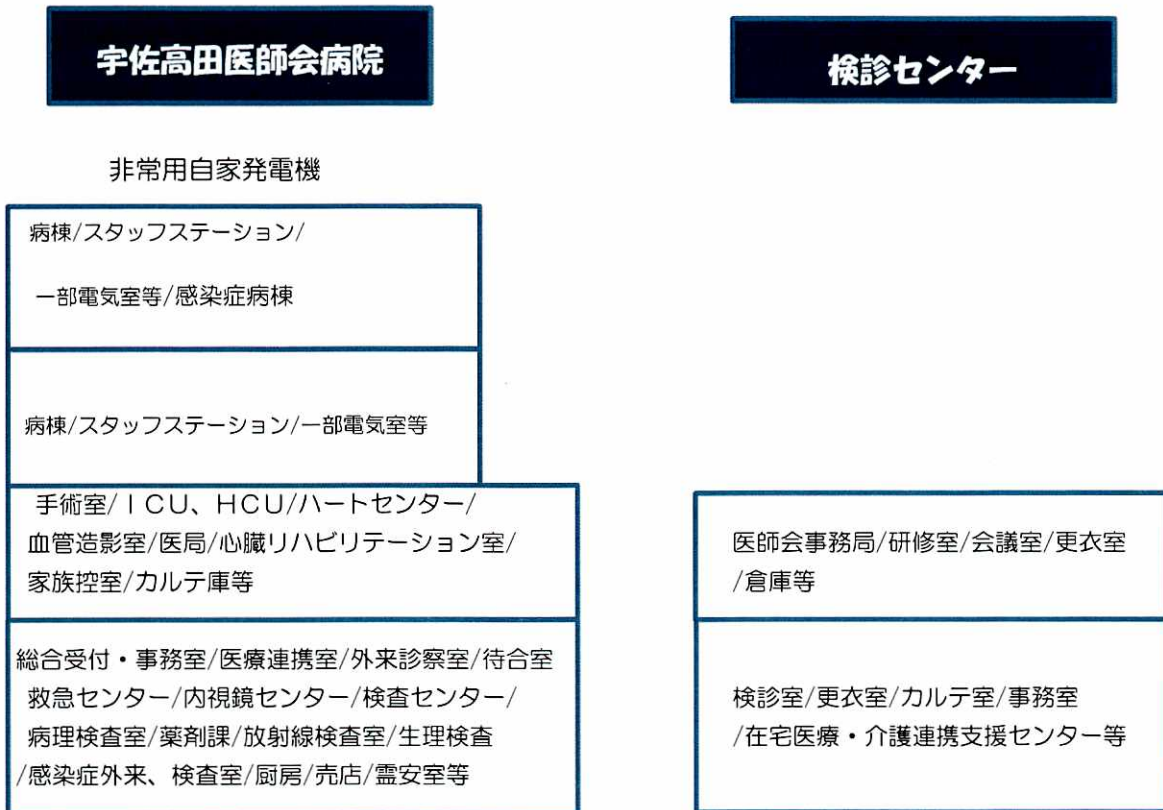 宇佐高田医師会病院
検診センター
非常用自家発電機
病棟/スタッフステーション/
一部電気室等/感染症病棟
病棟/スタッフステーション/一部電気室等
手術室/ICU、HCU/ハートセンター/
血管造影室/医局/心臓リハビリテーション室/
家族控室/カルテ庫等
総合受付・事務室/医療連携室/外来診察室/待合室
救急センター/内視鏡センター/検査センター/
病理検査室/薬剤課/放射線検査室/生理検査
/感染症外来、検査室/厨房/売店/霊安室等
医師会事務局/研修室/会議室/更衣室
/倉庫等
検診室/更衣室/カルテ室/事務室
/在宅医療・介護連携支援センター等